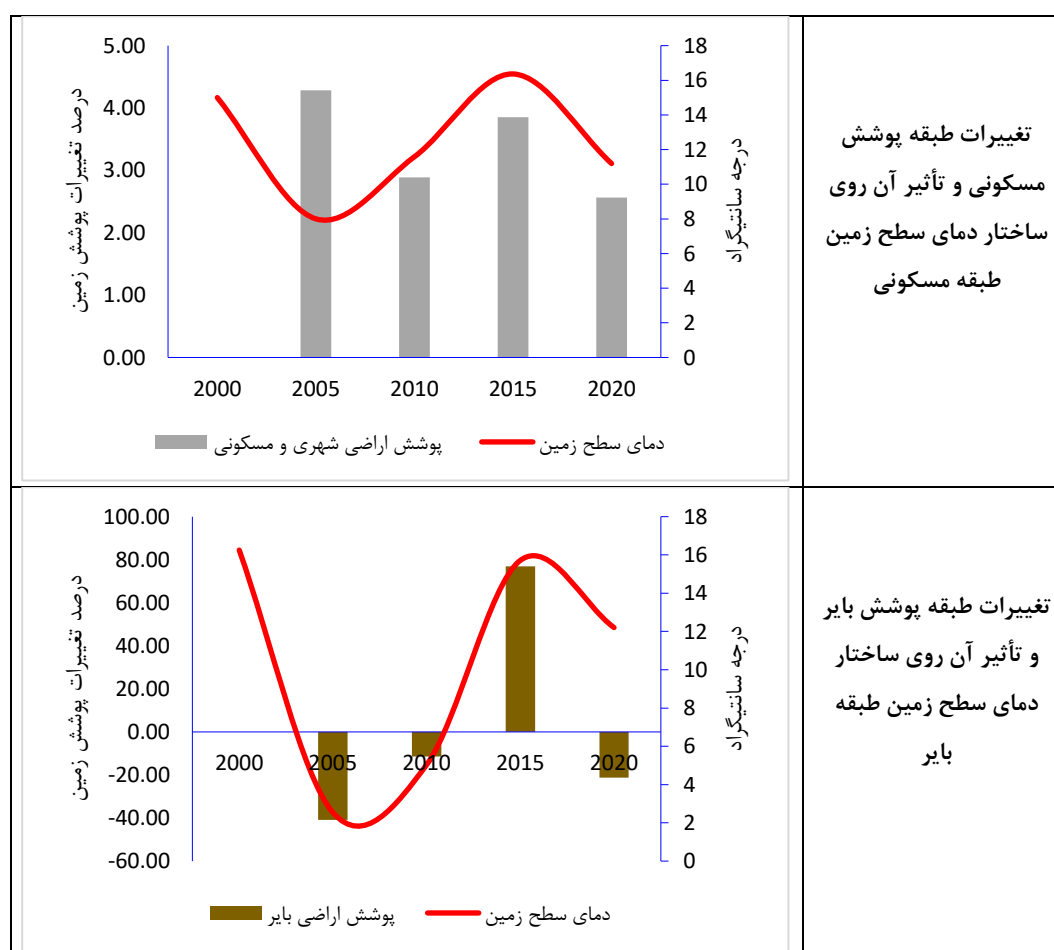 تغییرات طبقه پوشش
مسکونی و تأثیر آن روی
ساختار دمای سطح زمین
طبقه مسکونی
درصد تغییرات پوشش زمین
5.00
4.00
3.00
2.00
1.00
0.00
درجه سانتیگراد
18
16
14
12
10
8
6
4
2
0
2000 2005 2010 2015 2020
پوشش اراضی شهری و مسکونی دمای سطح زمین
تغییرات طبقه پوشش بایر
و تأثیر آن روی ساختار
دمای سطح زمین طبقه
بایر
درصد تغییرات پوشش زمین
100.00
80.00
60.00
40.00
20.00
0.00
-20.00
-40.00
-60.00
درجه سانتیگراد
18
16
14
12
10
8
6
4
2
0
2000 2005 2010 2015 2020
پوشش اراضی بایر دمای سطح زمین